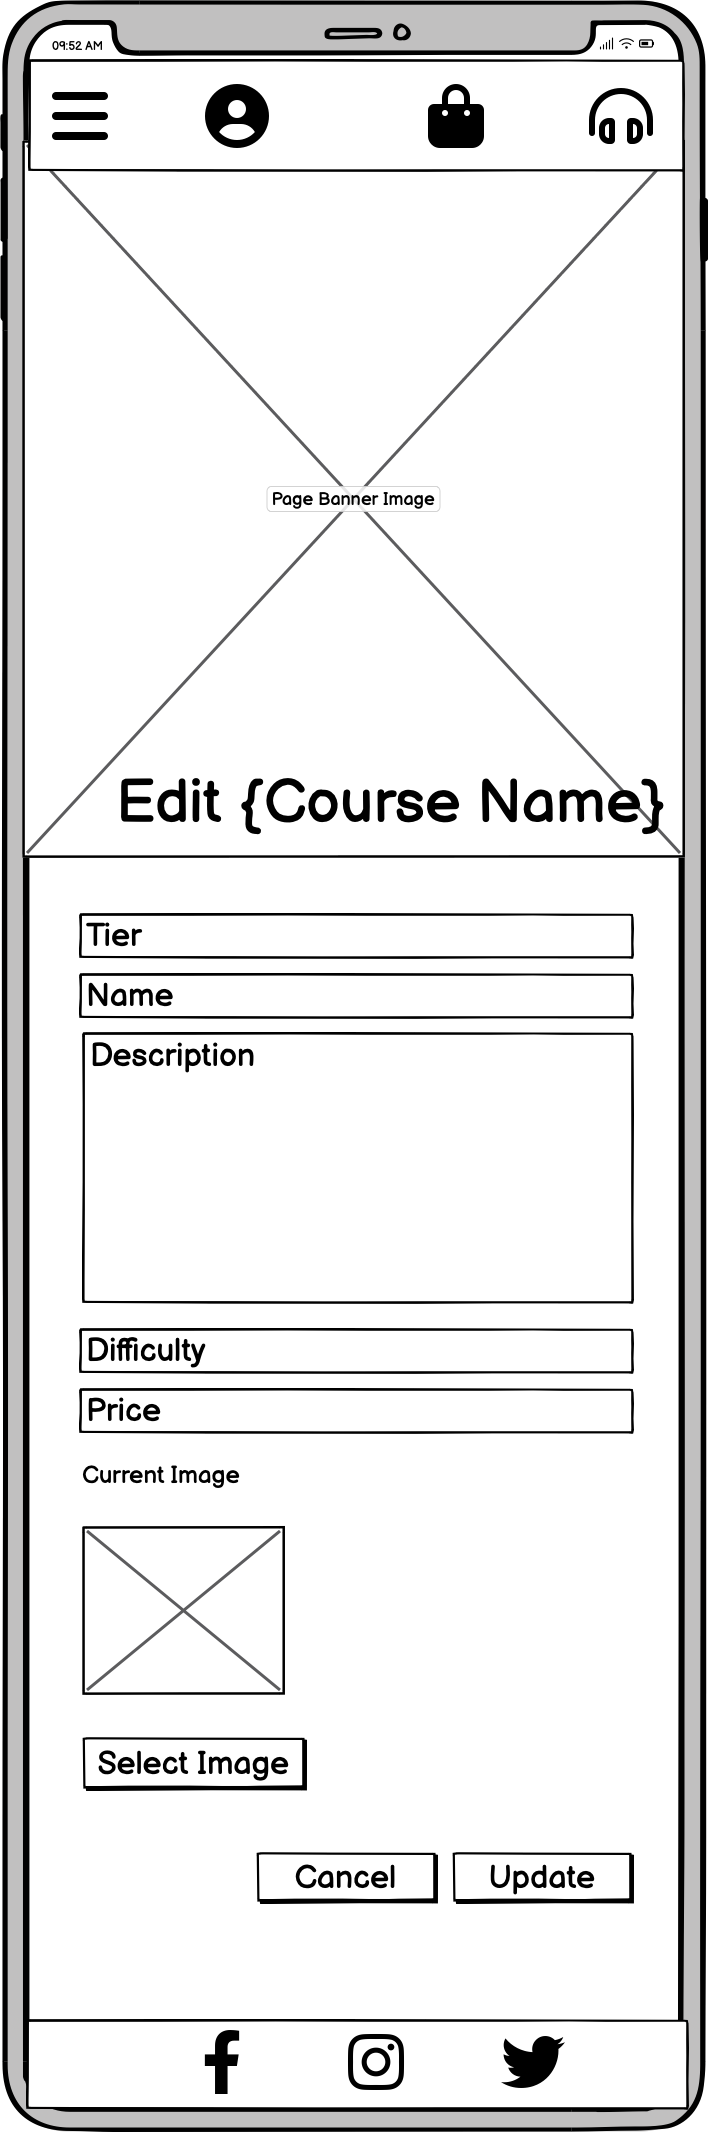 09:52 AM
Page Banner Image
Edit {Course Name}
Tier
Name
Description
Difficulty
Price
Current Image
Select Image
Cancel
Update